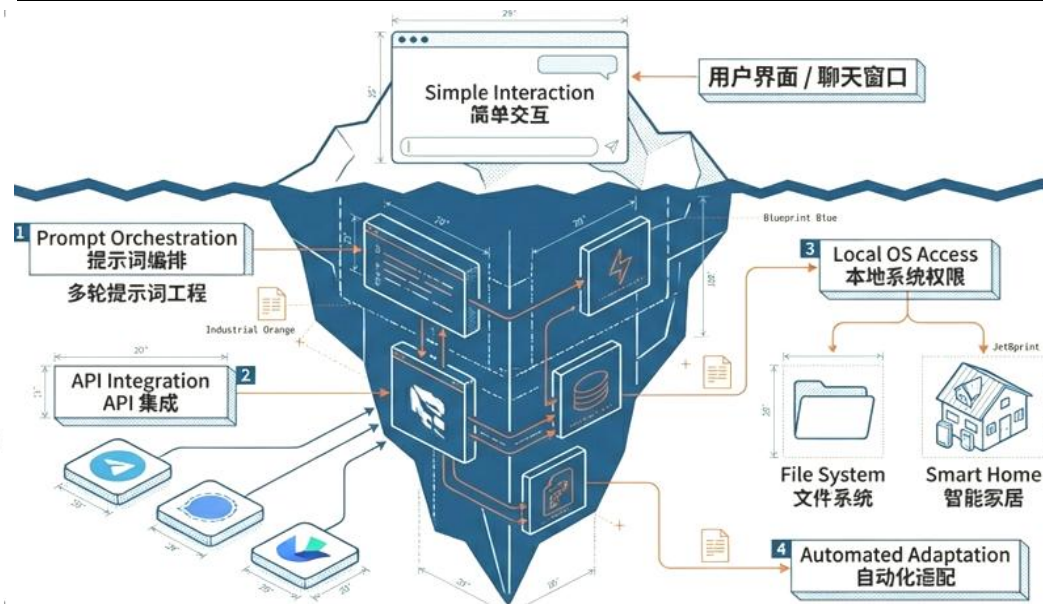 29"
Simple Interaction
简单交互
用户界面 / 聊天窗口
1
Prompt Orchestration
提示词编排
多轮提示词工程
Blueprint Blue
3
Local OS Access
本地系统权限
Industrial Orange
JetBprint
20"
API Integration
API 集成
2
File System
文件系统
Smart Home
智能家居
4
Automated Adaptation
自动化适配